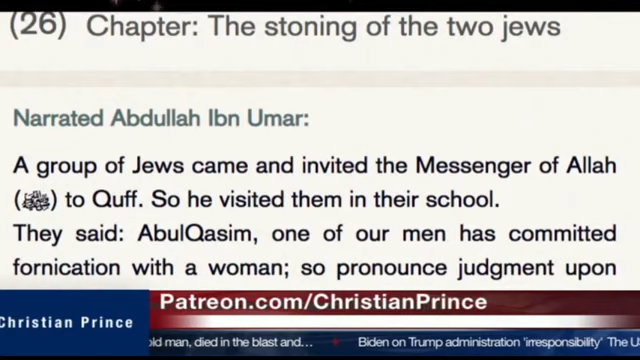 (26) Chapter: The stoning of the two jews
Narrated Abdullah Ibn Umar:
A group of Jews came and invited the Messenger of Allah
(ﷺ) to Quff. So he visited them in their school.
They said: AbulQasim, one of our men has committed
fornication with a woman; so pronounce judgment upon
Patreon.com/ChristianPrince
Christian Prince
old man, died in the blast and... Biden on Trump administration 'irresponsibility' The U